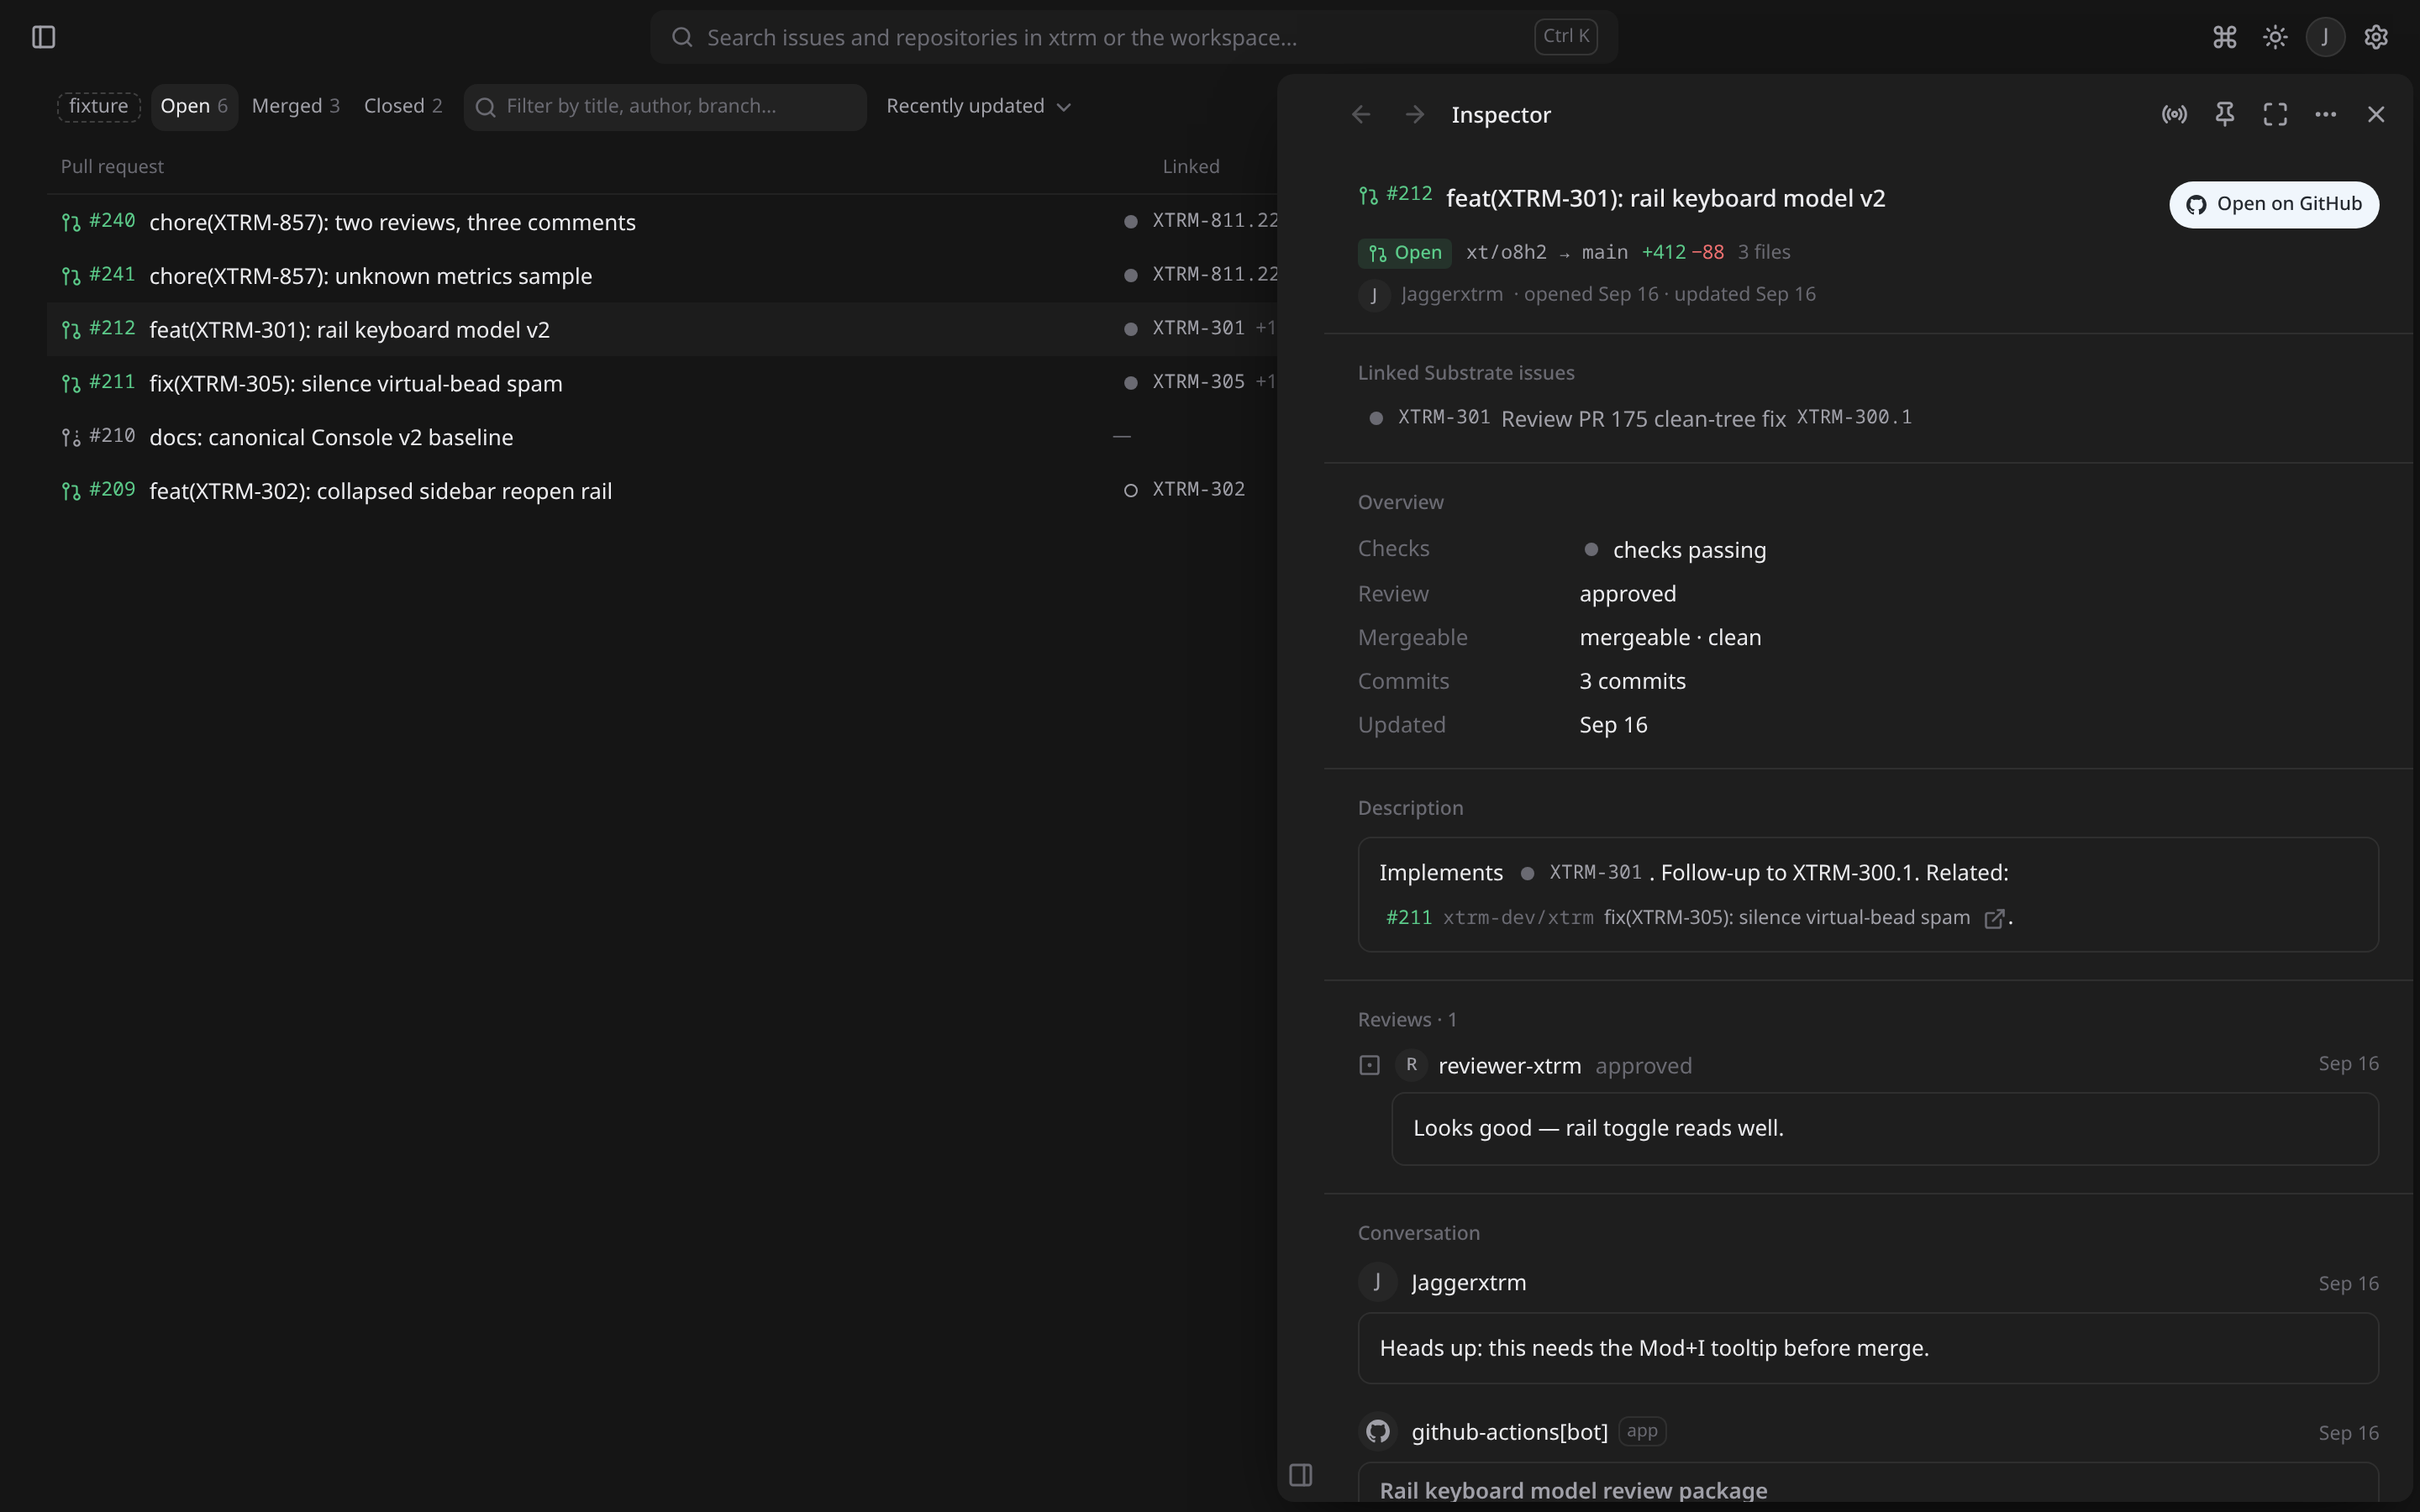 Search issues and repositories in xtrm or the workspace...
Ctrl K
J
fixture
Open 6
Merged 3
Closed 2
Filter by title, author, branch...
Recently updated
Pull request
Linked
#240 chore(XTRM-857): two reviews, three comments
XTRM-811.22
#241 chore(XTRM-857): unknown metrics sample
XTRM-811.22
#212 feat(XTRM-301): rail keyboard model v2
XTRM-301 +1
#211 fix(XTRM-305): silence virtual-bead spam
XTRM-305 +1
#210 docs: canonical Console v2 baseline
—
#209 feat(XTRM-302): collapsed sidebar reopen rail
XTRM-302
Inspector
#212 feat(XTRM-301): rail keyboard model v2
Open on GitHub
Open xt/o8h2 → main +412 −88 3 files
J Jaggerxtrm · opened Sep 16 · updated Sep 16
Linked Substrate issues
XTRM-301 Review PR 175 clean-tree fix XTRM-300.1
Overview
Checks checks passing
Review approved
Mergeable mergeable · clean
Commits 3 commits
Updated Sep 16
Description
Implements XTRM-301 . Follow-up to XTRM-300.1. Related:
#211 xtrm-dev/xtrm fix(XTRM-305): silence virtual-bead spam .
Reviews · 1
R reviewer-xtrm approved Sep 16
Looks good — rail toggle reads well.
Conversation
J Jaggerxtrm Sep 16
Heads up: this needs the Mod+I tooltip before merge.
github-actions[bot] app Sep 16
Rail keyboard model review package